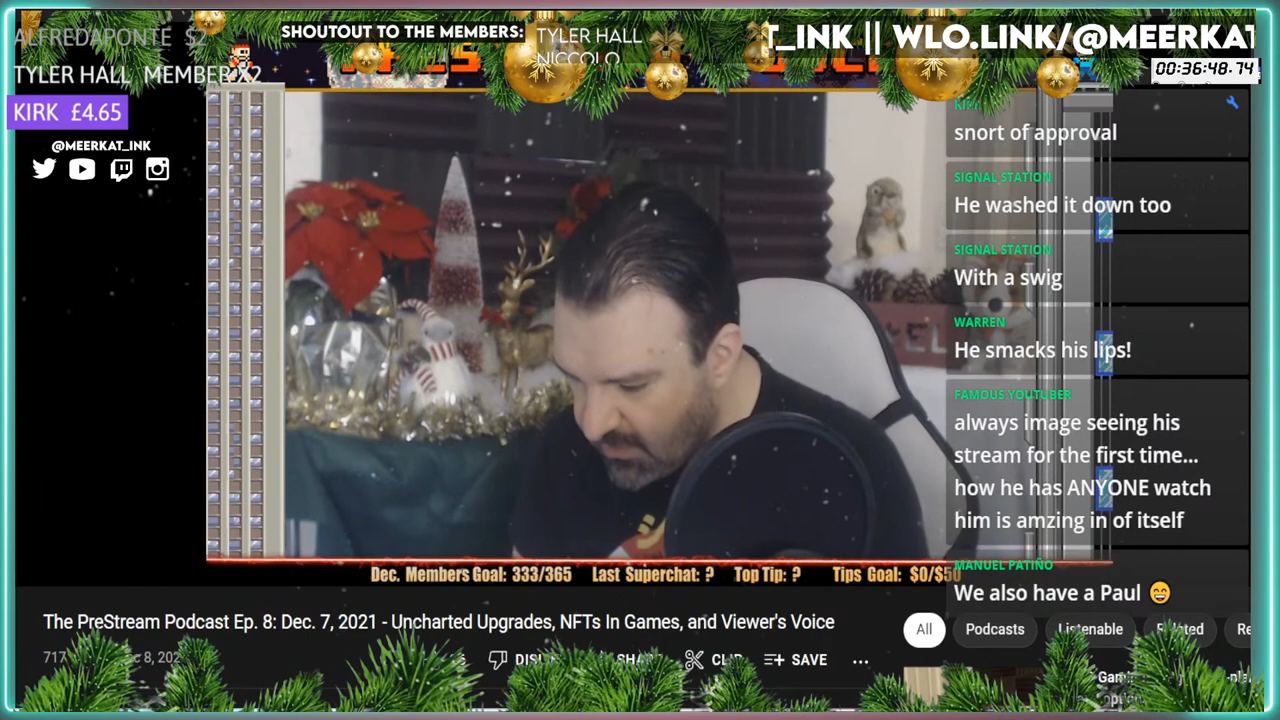 ALFREDAPONTE $2
TYLER HALL MEMBER X2
KIRK £4.65
@MEERKAT_INK
SHOUTOUT TO THE MEMBERS:
TYLER HALL
NICCOLO
T_INK || WLO.LINK/@MEERKAT
00:36:48.74
KIRK
snort of approval
SIGNAL STATION
He washed it down too
SIGNAL STATION
With a swig
WARREN
He smacks his lips!
FAMOUS YOUTUBER
always image seeing his
stream for the first time...
how he has ANYONE watch
him is amzing in of itself
MANUEL PATIÑO
We also have a Paul 😁
Dec. Members Goal: 333/365 Last Superchat: ? Top Tip: ? Tips Goal: $0/$50
The PreStream Podcast Ep. 8: Dec. 7, 2021 - Uncharted Upgrades, NFTs In Games, and Viewer's Voice
All Podcasts Listenable
717 8, 202
CLIP SAVE ...